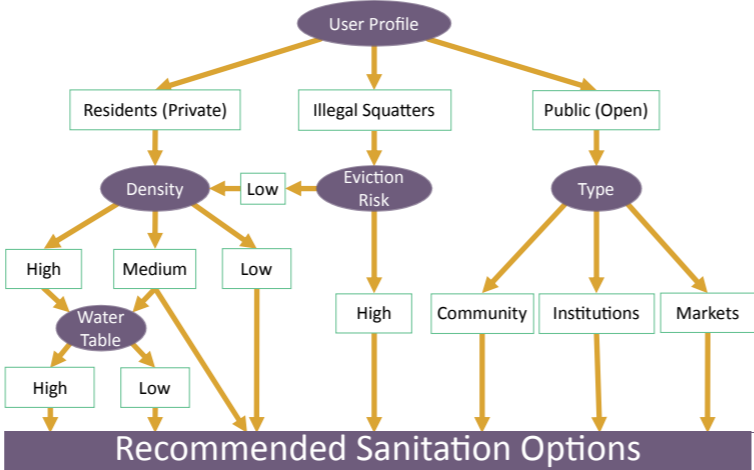 User Profile
Residents (Private)
Illegal Squatters
Public (Open)
Density
Low
Eviction
Risk
Type
High
Medium
Low
Water
Table
High
Community
Institutions
Markets
High
Low
Recommended Sanitation Options